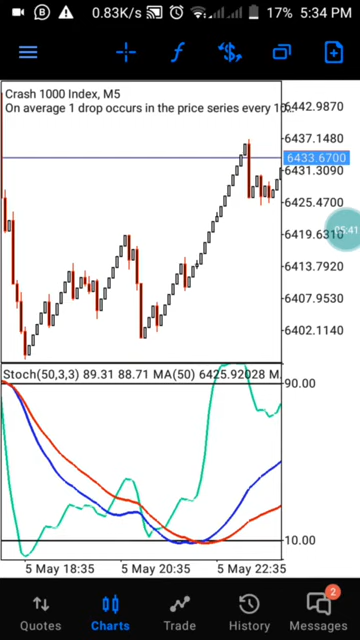 0.83K/s 17% 5:34 PM
Crash 1000 Index, M5
On average 1 drop occurs in the price series every
6442.9870
6437.1480
6433.6700
6431.3090
6425.4700
05:41
6419.6310
6413.7920
6407.9530
6402.1140
Stoch(50,3,3) 89.31 88.71 MA(50) 6425.92028 M
90.00
10.00
5 May 18:35 5 May 20:35 5 May 22:35
2
Quotes Charts Trade History Messages